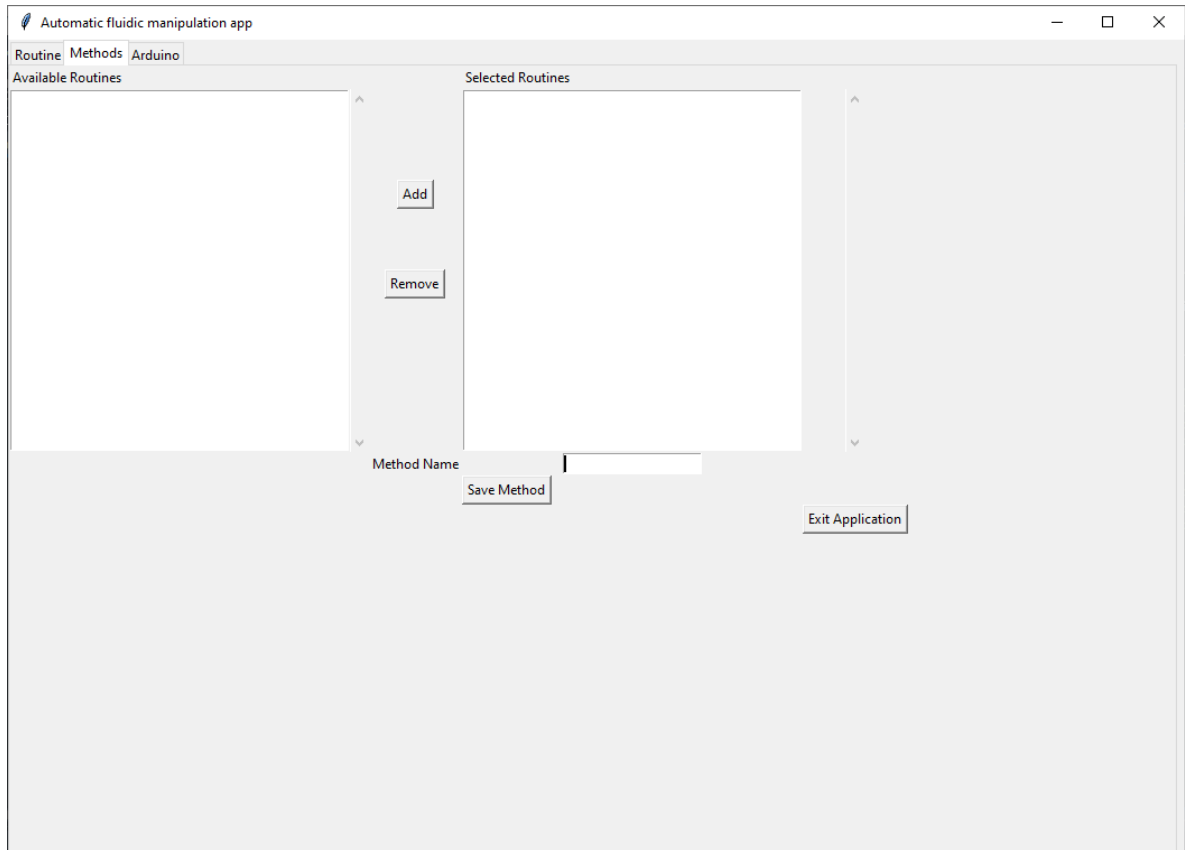 Automatic fluidic manipulation app
Routine Methods Arduino
Available Routines Selected Routines
Add
Remove
Method Name
Save Method
Exit Application